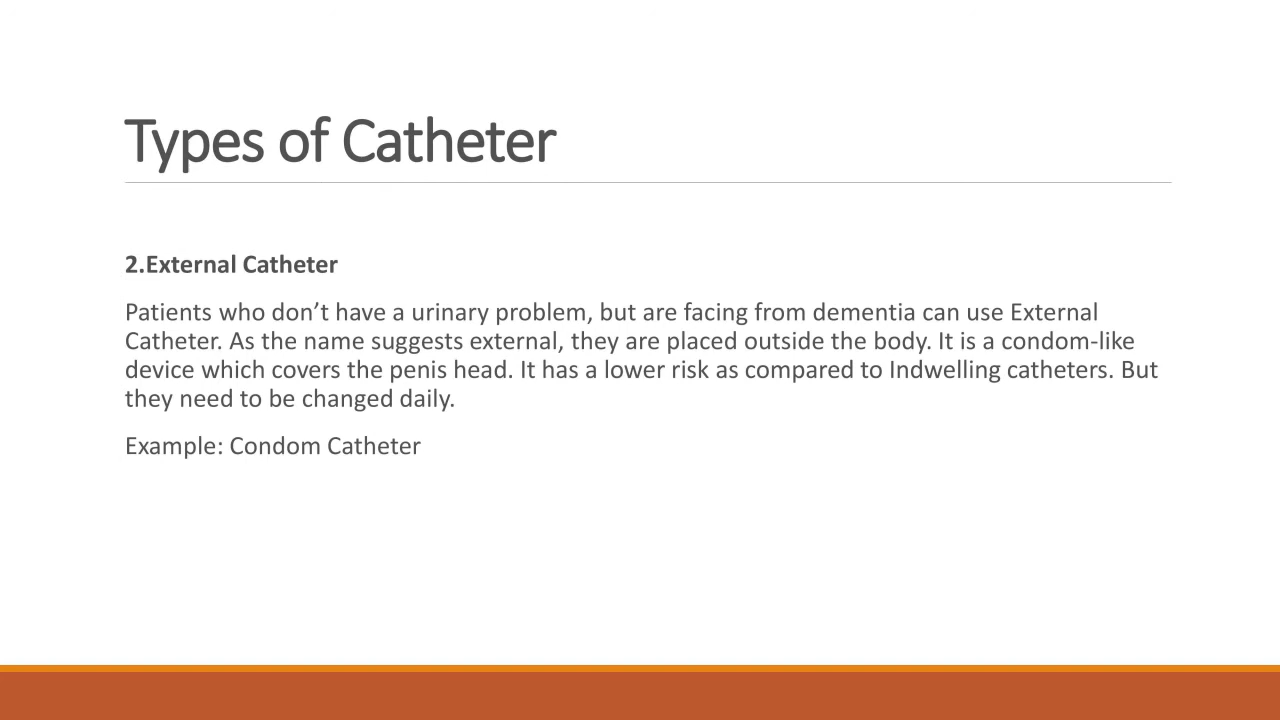 Types of Catheter
2.External Catheter
Patients who don’t have a urinary problem, but are facing from dementia can use External
Catheter. As the name suggests external, they are placed outside the body. It is a condom-like
device which covers the penis head. It has a lower risk as compared to Indwelling catheters. But
they need to be changed daily.
Example: Condom Catheter